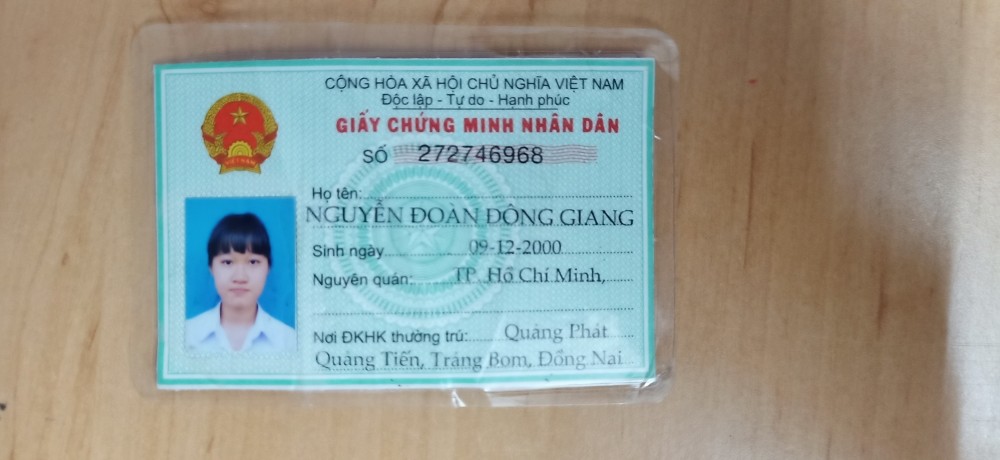 CỘNG HÒA XÃ HỘI CHỦ NGHĨA VIỆT NAM
Độc lập - Tự do - Hạnh phúc
GIẤY CHỨNG MINH NHÂN DÂN
SỐ 272746968
Họ tên:
NGUYỄN ĐOÀN ĐÔNG GIANG
Sinh ngày 09-12-2000
Nguyên quán: TP. Hồ Chí Minh,
Nơi ĐKHK thường trú: Quảng Phát
Quảng Tiến, Trảng Bom, Đồng Nai
VIỆT NAM